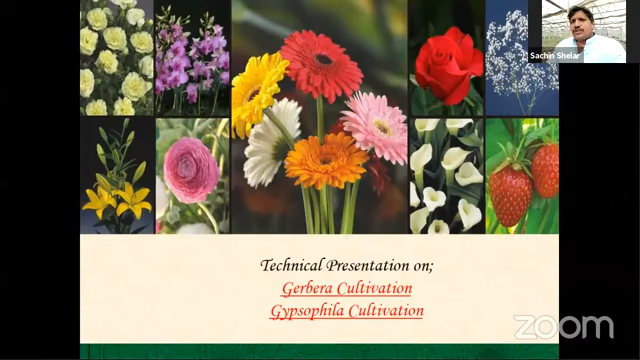 Sachin Shelar
Technical Presentation on;
Gerbera Cultivation
Gypsophila Cultivation
zoom